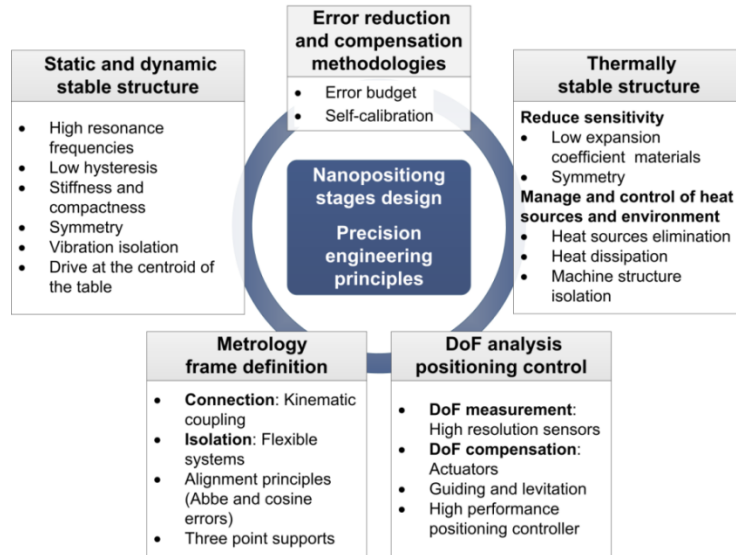 Error reduction
and compensation
methodologies
• Error budget
• Self-calibration
Static and dynamic
stable structure
• High resonance
frequencies
• Low hysteresis
• Stiffness and
compactness
• Symmetry
• Vibration isolation
• Drive at the centroid of
the table
Thermally
stable structure
Reduce sensitivity
• Low expansion
coefficient materials
• Symmetry
Manage and control of heat
sources and environment
• Heat sources elimination
• Heat dissipation
• Machine structure
isolation
Nanopositiong
stages design
Precision
engineering
principles
Metrology
frame definition
• Connection: Kinematic
coupling
• Isolation: Flexible
systems
• Alignment principles
(Abbe and cosine
errors)
• Three point supports
DoF analysis
positioning control
• DoF measurement:
High resolution sensors
• DoF compensation:
Actuators
• Guiding and levitation
• High performance
positioning controller